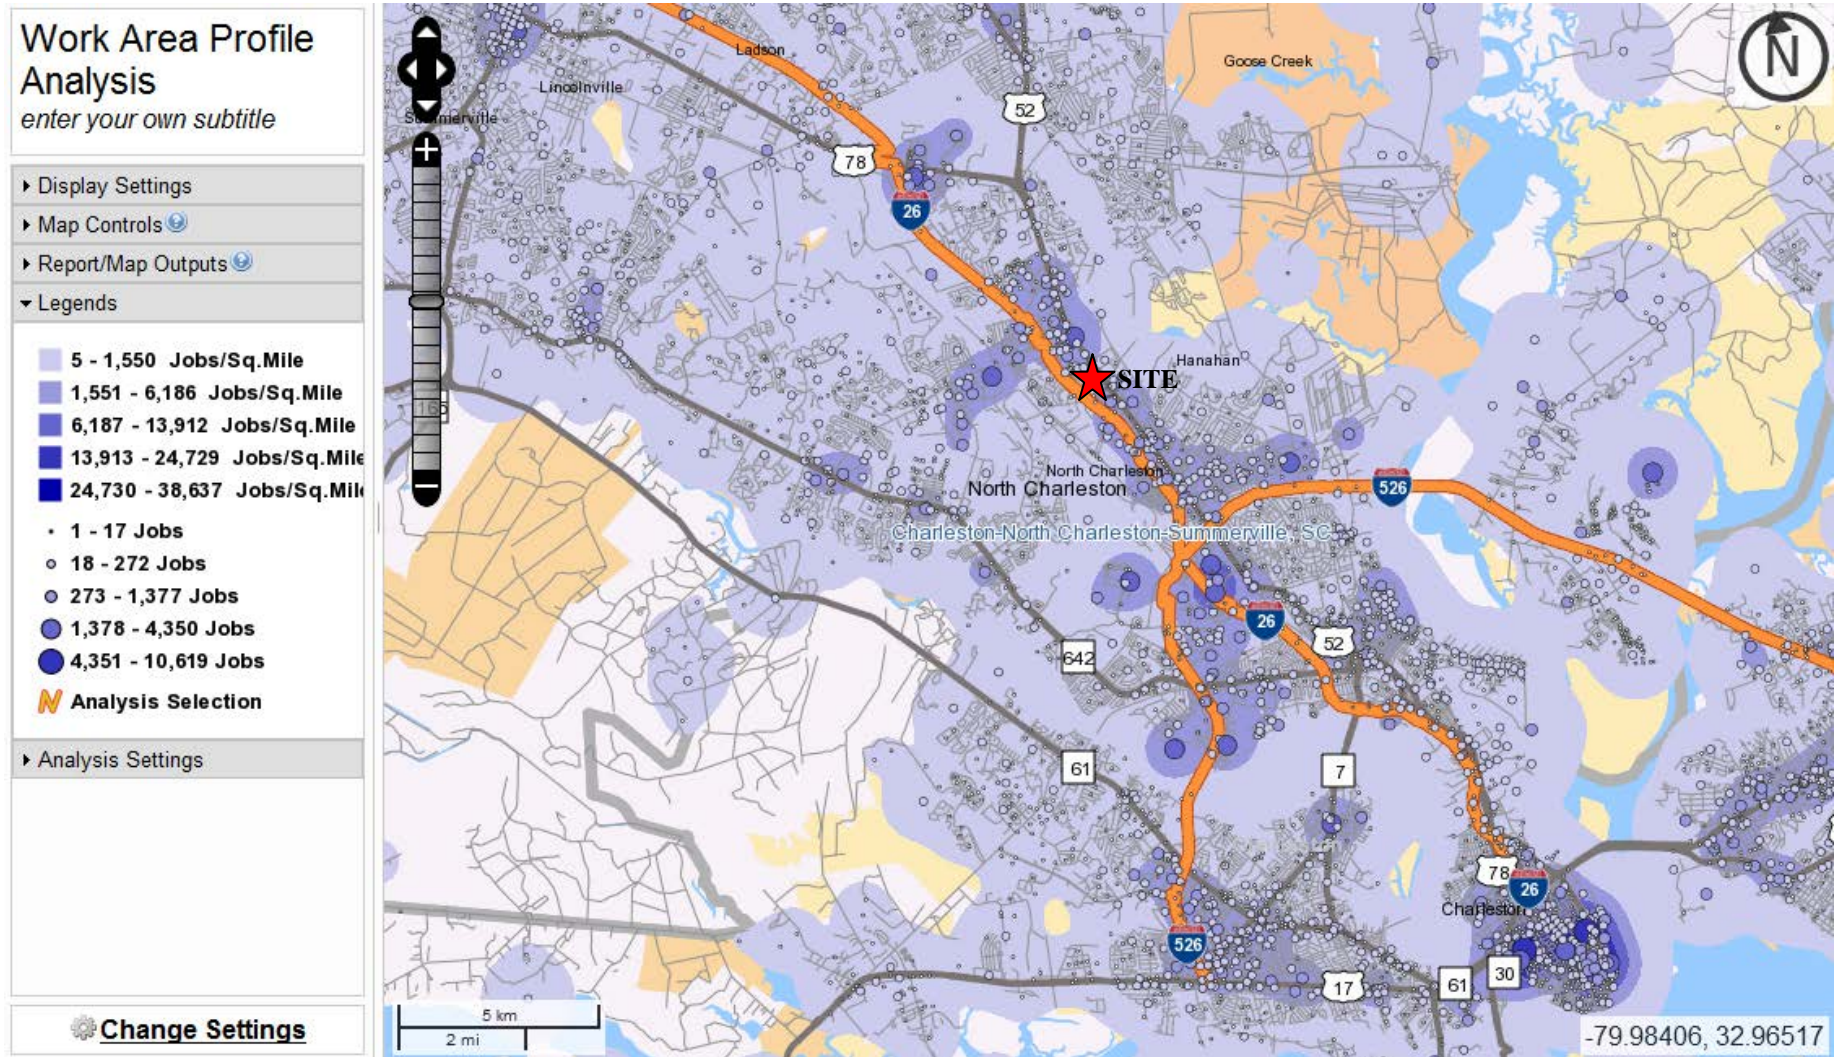 Work Area Profile
Analysis
enter your own subtitle
Display Settings
Map Controls
Report/Map Outputs
Legends
5 - 1,550 Jobs/Sq.Mile
1,551 - 6,186 Jobs/Sq.Mile
6,187 - 13,912 Jobs/Sq.Mile
13,913 - 24,729 Jobs/Sq.Mile
24,730 - 38,637 Jobs/Sq.Mile
1 - 17 Jobs
18 - 272 Jobs
273 - 1,377 Jobs
1,378 - 4,350 Jobs
4,351 - 10,619 Jobs
Analysis Selection
Analysis Settings
Change Settings
N
Ladson
Goose Creek
Lincolnville
52
Summerville
78
26
Hanahan
SITE
165
North Charleston
North Charleston
526
Charleston-North Charleston-Summerville, SC
26
52
642
61
7
78
26
Charleston
526
30
61
17
5 km
2 mi
-79.98406, 32.96517